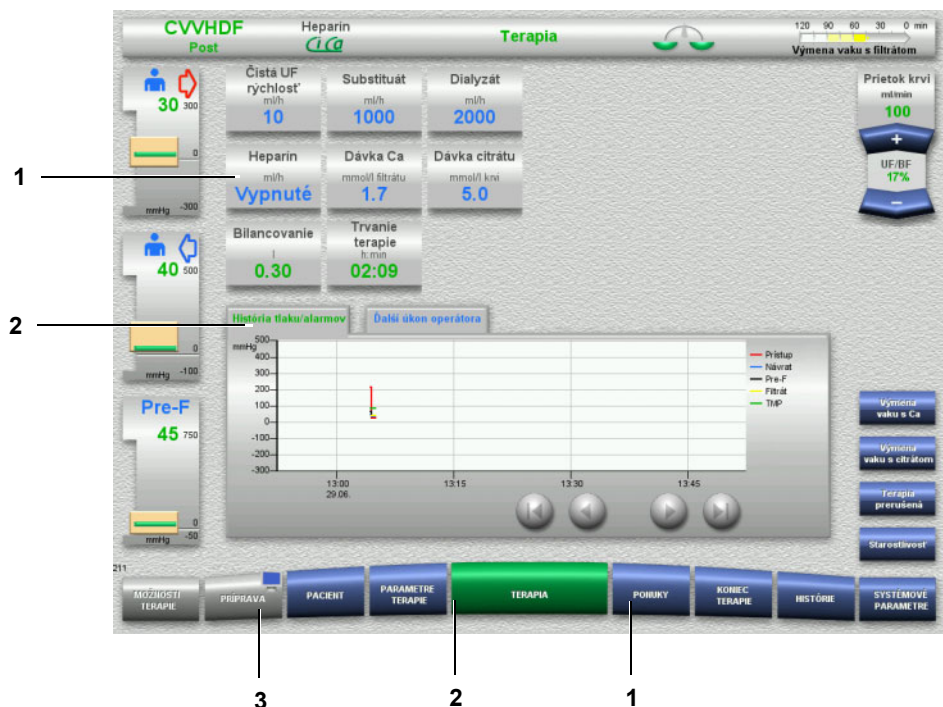 CVVHDF
Post
Heparin
CiCa
Terapia
120 90 60 30 0 min
Výmena vaku s filtrátom
30
300
0
-300
mmHg
40
500
0
-100
mmHg
Pre-F
45
750
0
-50
mmHg
Čistá UF
rýchlosť
ml/h
10
Substituát
ml/h
1000
Dialyzát
ml/h
2000
Heparin
ml/h
Vypnuté
Dávka Ca
mmol/l filtrátu
1.7
Dávka citrátu
mmol/l krvi
5.0
Bilancovanie
l
0.30
Trvanie
terapie
h:min
02:09
Prietok krvi
ml/min
100
+
UF/BF
17%
−
1
2
História tlaku/alarmov
Ďalší úkon operátora
mmHg
500
400
300
200
100
0
-100
-200
-300
13:00
29.06.
13:15
13:30
13:45
Prístup
Návrat
Pre-F
Filtrát
TMP
Výmena
vaku s Ca
Výmena
vaku s citrátom
Terapia
prerušená
Starostlivosť
211
MOŽNOSTI
TERAPIE
PRÍPRAVA
PACIENT
PARAMETRE
TERAPIE
TERAPIA
PONUKY
KONIEC
TERAPIE
HISTÓRIE
SYSTÉMOVÉ
PARAMETRE
3
2
1